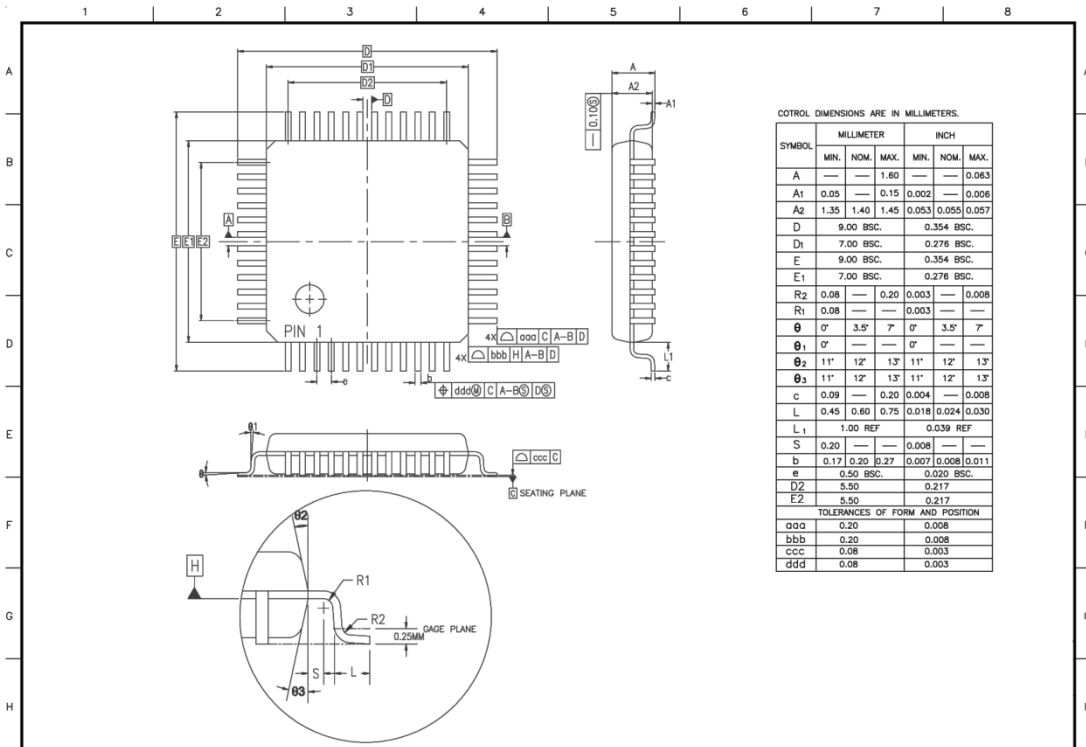 1 2 3 4 5 6 7 8
A
B
C
D
E
F
G
H
D
D1
D2
D
E E1 E2
A
B
PIN 1
4X aaa C A-B D
4X bbb H A-B D
e
b
⌖ dddⓂ C A-BⓈ DⓈ
A
A2
A1
— 0.10Ⓢ
L1
c
θ1
θ
ccc C
C SEATING PLANE
θ2
H
R1
R2
GAGE PLANE
0.25MM
S
L
θ3
COTROL DIMENSIONS ARE IN MILLIMETERS.
SYMBOL MILLIMETER INCH
MIN. NOM. MAX. MIN. NOM. MAX.
A — — 1.60 — — 0.063
A1 0.05 — 0.15 0.002 — 0.006
A2 1.35 1.40 1.45 0.053 0.055 0.057
D 9.00 BSC. 0.354 BSC.
D1 7.00 BSC. 0.276 BSC.
E 9.00 BSC. 0.354 BSC.
E1 7.00 BSC. 0.276 BSC.
R2 0.08 — 0.20 0.003 — 0.008
R1 0.08 — — 0.003 — —
θ 0° 3.5° 7° 0° 3.5° 7°
θ1 0° — — 0° — —
θ2 11° 12° 13° 11° 12° 13°
θ3 11° 12° 13° 11° 12° 13°
c 0.09 — 0.20 0.004 — 0.008
L 0.45 0.60 0.75 0.018 0.024 0.030
L1 1.00 REF 0.039 REF
S 0.20 — — 0.008 — —
b 0.17 0.20 0.27 0.007 0.008 0.011
e 0.50 BSC. 0.020 BSC.
D2 5.50 0.217
E2 5.50 0.217
TOLERANCES OF FORM AND POSITION
aaa 0.20 0.008
bbb 0.20 0.008
ccc 0.08 0.003
ddd 0.08 0.003